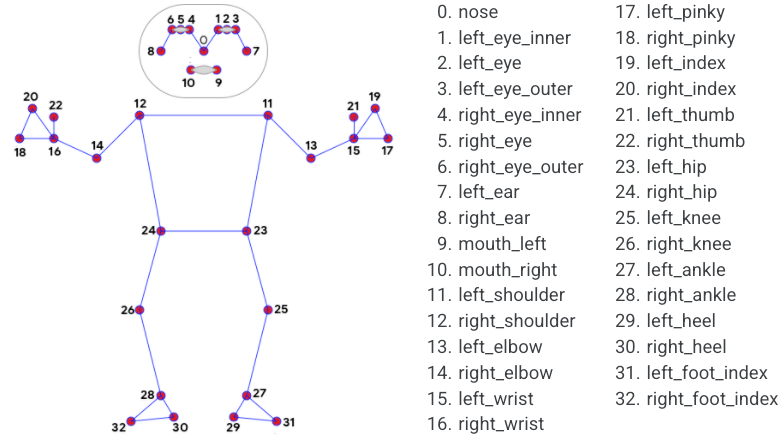 6 5 4 1 2 3
0
8 7
10 9
20 22 12 11 21 19
18 16 14 13 15 17
24 23
26 25
28 27
32 30 29 31
0. nose
1. left_eye_inner
2. left_eye
3. left_eye_outer
4. right_eye_inner
5. right_eye
6. right_eye_outer
7. left_ear
8. right_ear
9. mouth_left
10. mouth_right
11. left_shoulder
12. right_shoulder
13. left_elbow
14. right_elbow
15. left_wrist
16. right_wrist
17. left_pinky
18. right_pinky
19. left_index
20. right_index
21. left_thumb
22. right_thumb
23. left_hip
24. right_hip
25. left_knee
26. right_knee
27. left_ankle
28. right_ankle
29. left_heel
30. right_heel
31. left_foot_index
32. right_foot_index